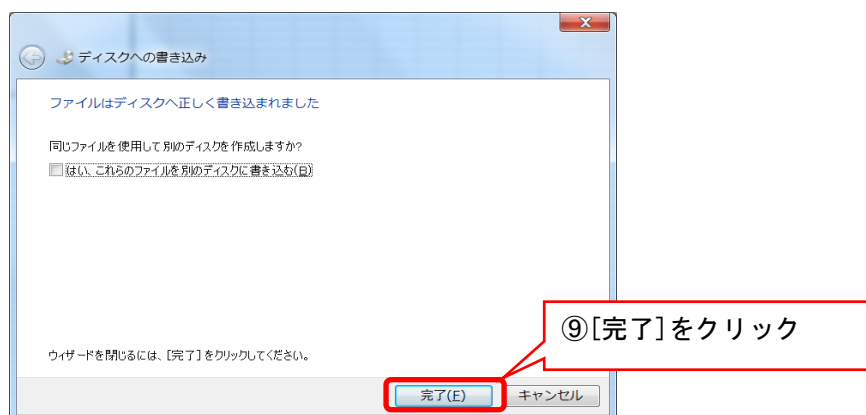 ディスクへの書き込み
ファイルはディスクへ正しく書き込まれました
同じファイルを使用して別のディスクを作成しますか?
はい、これらのファイルを別のディスクに書き込む(B)
⑨[完了]をクリック
ウィザードを閉じるには、[完了]をクリックしてください。
完了(F) キャンセル